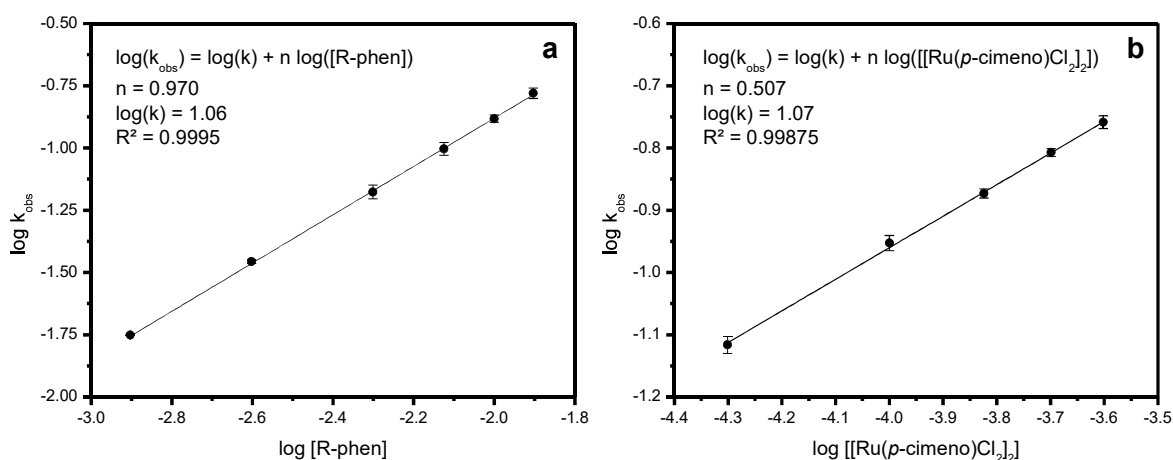 a
log(k_obs) = log(k) + n log([R-phen])
n = 0.970
log(k) = 1.06
R² = 0.9995
-0.50
-0.75
-1.00
-1.25
-1.50
-1.75
-2.00
log k_obs
-3.0 -2.8 -2.6 -2.4 -2.2 -2.0 -1.8
log [R-phen]
b
log(k_obs) = log(k) + n log([[Ru(p-cimeno)Cl₂]₂])
n = 0.507
log(k) = 1.07
R² = 0.99875
-0.6
-0.7
-0.8
-0.9
-1.0
-1.1
-1.2
log k_obs
-4.4 -4.3 -4.2 -4.1 -4.0 -3.9 -3.8 -3.7 -3.6 -3.5
log [[Ru(p-cimeno)Cl₂]₂]